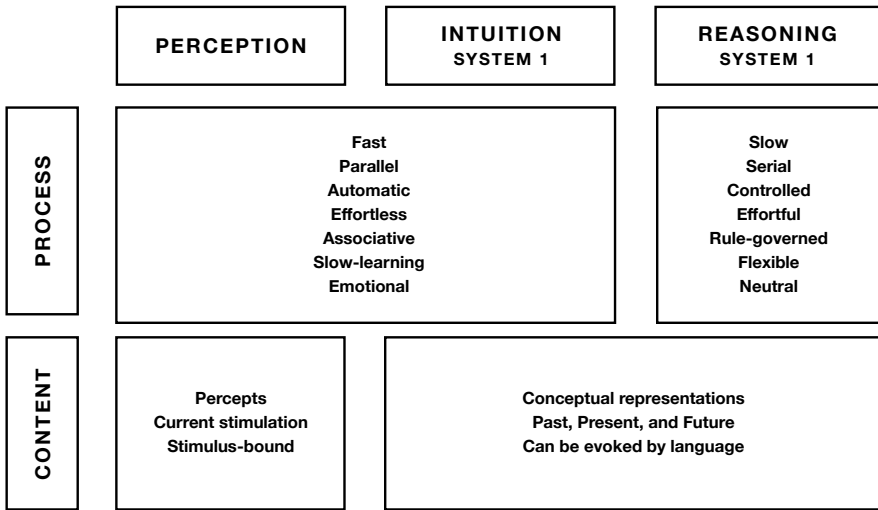 PERCEPTION
INTUITION
SYSTEM 1
REASONING
SYSTEM 1
PROCESS
Fast
Parallel
Automatic
Effortless
Associative
Slow-learning
Emotional
Slow
Serial
Controlled
Effortful
Rule-governed
Flexible
Neutral
CONTENT
Percepts
Current stimulation
Stimulus-bound
Conceptual representations
Past, Present, and Future
Can be evoked by language